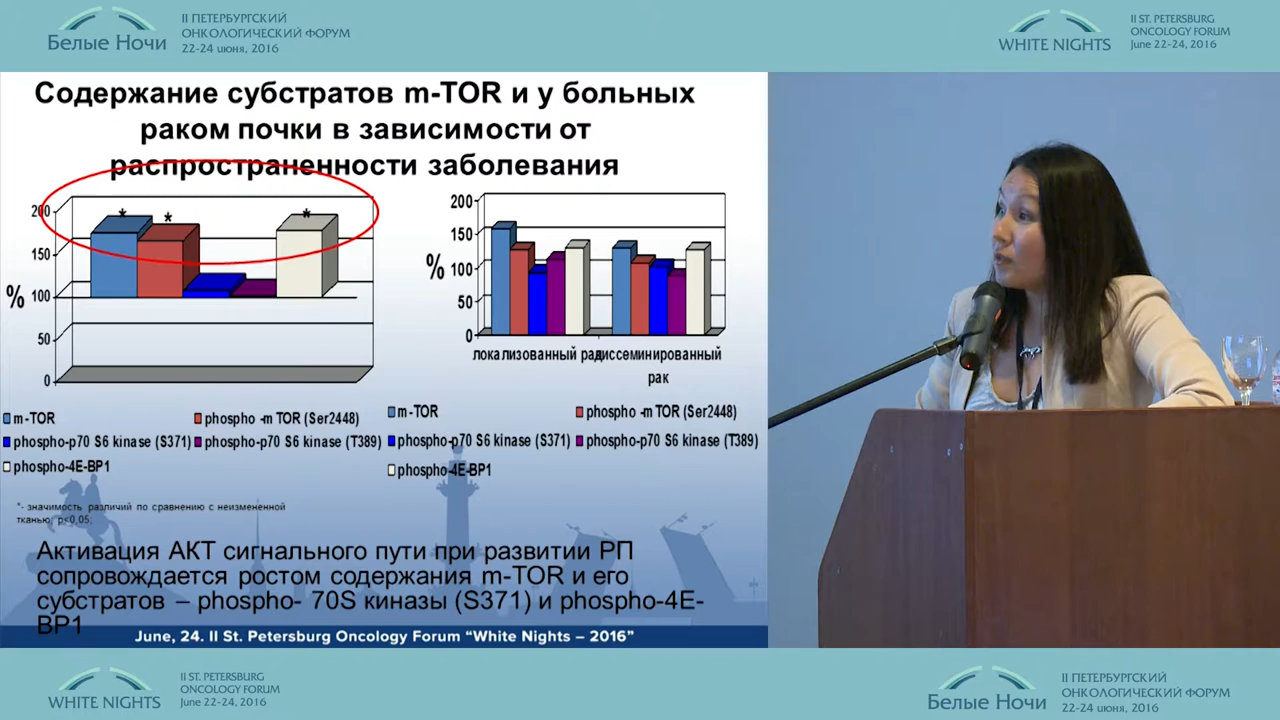 II ПЕТЕРБУРГСКИЙ
ОНКОЛОГИЧЕСКИЙ ФОРУМ
Белые Ночи
22-24 июня, 2016
II ST. PETERSBURG
ONCOLOGY FORUM
WHITE NIGHTS
June 22-24, 2016
Содержание субстратов m-TOR и у больных
раком почки в зависимости от
распространенности заболевания
200
150
%
100
50
0
* * *
200
150
%
100
50
0
локализованный рак
диссеминированный
рак
m-TOR
phospho -m TOR (Ser2448)
phospho-p70 S6 kinase (S371)
phospho-p70 S6 kinase (T389)
phospho-4E-BP1
m-TOR
phospho -m TOR (Ser2448)
phospho-p70 S6 kinase (S371)
phospho-p70 S6 kinase (T389)
phospho-4E-BP1
*- значимость различий по сравнению с неизмененной
тканью, p<0,05;
Активация АКТ сигнального пути при развитии РП
сопровождается ростом содержания m-TOR и его
субстратов – phospho- 70S киназы (S371) и phospho-4E-
BP1
June, 24. II St. Petersburg Oncology Forum “White Nights – 2016”
II ST. PETERSBURG
ONCOLOGY FORUM
WHITE NIGHTS
June 22-24, 2016
II ПЕТЕРБУРГСКИЙ
ОНКОЛОГИЧЕСКИЙ ФОРУМ
Белые Ночи
22-24 июня, 2016